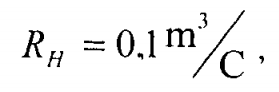 R_H = 0,1 m³/C ,